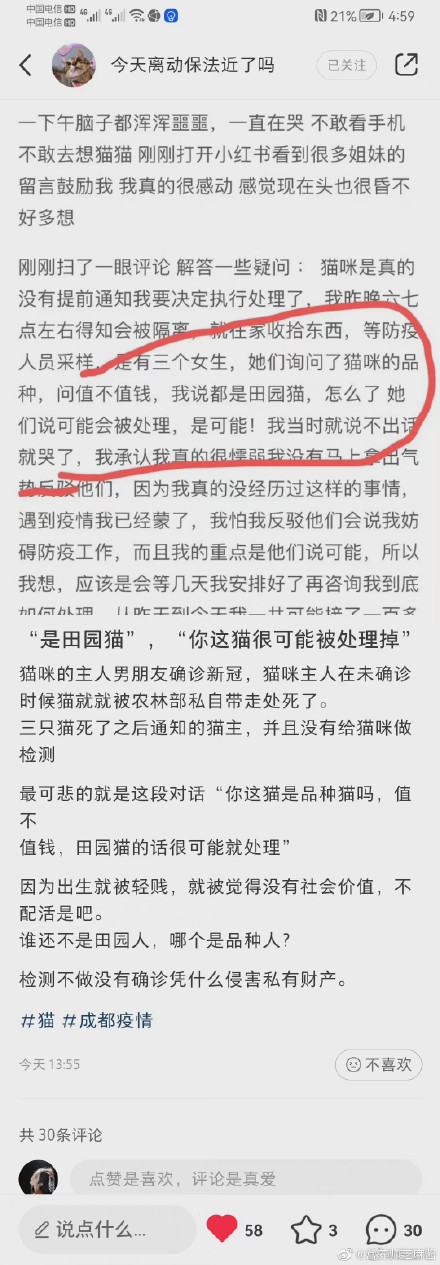 中国电信HD 4G 4G 21% 4:59
中国电信HD
今天离动保法近了吗 已关注
一下午脑子都浑浑噩噩，一直在哭 不敢看手机
不敢去想猫猫 刚刚打开小红书看到很多姐妹的
留言鼓励我 我真的很感动 感觉现在头也很昏不
好多想
刚刚扫了一眼评论 解答一些疑问： 猫咪是真的
没有提前通知我要决定执行处理了，我昨晚六七
点左右得知会被隔离，就在家收拾东西，等防疫
人员采样，是有三个女生，她们询问了猫咪的品
种，问值不值钱，我说都是田园猫，怎么了 她
们说可能会被处理，是可能！我当时就说不出话
就哭了，我承认我真的很懦弱我没有马上拿出气
势反驳他们，因为我真的没经历过这样的事情，
遇到疫情我已经蒙了，我怕我反驳他们会说我妨
碍防疫工作，而且我的重点是他们说可能，所以
我想，应该是会等几天我安排好了再咨询我到底
如何处理，从昨天到今天我一共可能接了一百多
“是田园猫”，“你这猫很可能被处理掉”
猫咪的主人男朋友确诊新冠，猫咪主人在未确诊
时候猫就就被农林部私自带走处死了。
三只猫死了之后通知的猫主，并且没有给猫咪做
检测
最可悲的就是这段对话“你这猫是品种猫吗，值
不
值钱，田园猫的话很可能就处理”
因为出生就被轻贱，就被觉得没有社会价值，不
配活是吧。
谁还不是田园人，哪个是品种人？
检测不做没有确诊凭什么侵害私有财产。
#猫 #成都疫情
今天 13:55 不喜欢
共 30条评论
点赞是喜欢，评论是真爱
说点什么... 58 3 30